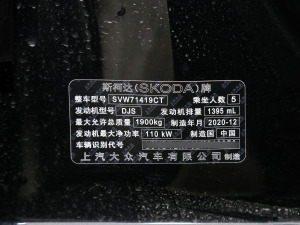 斯柯达(SKODA)牌
整车型号 SVW71419CT 乘坐人数 5
发动机型号 DJS 发动机排量 1395 mL
最大允许总质量 1900kg 制造年月 2020-12
发动机最大净功率 110 kW 制造国 中国
车辆识别代号
上汽大众汽车有限公司 制造